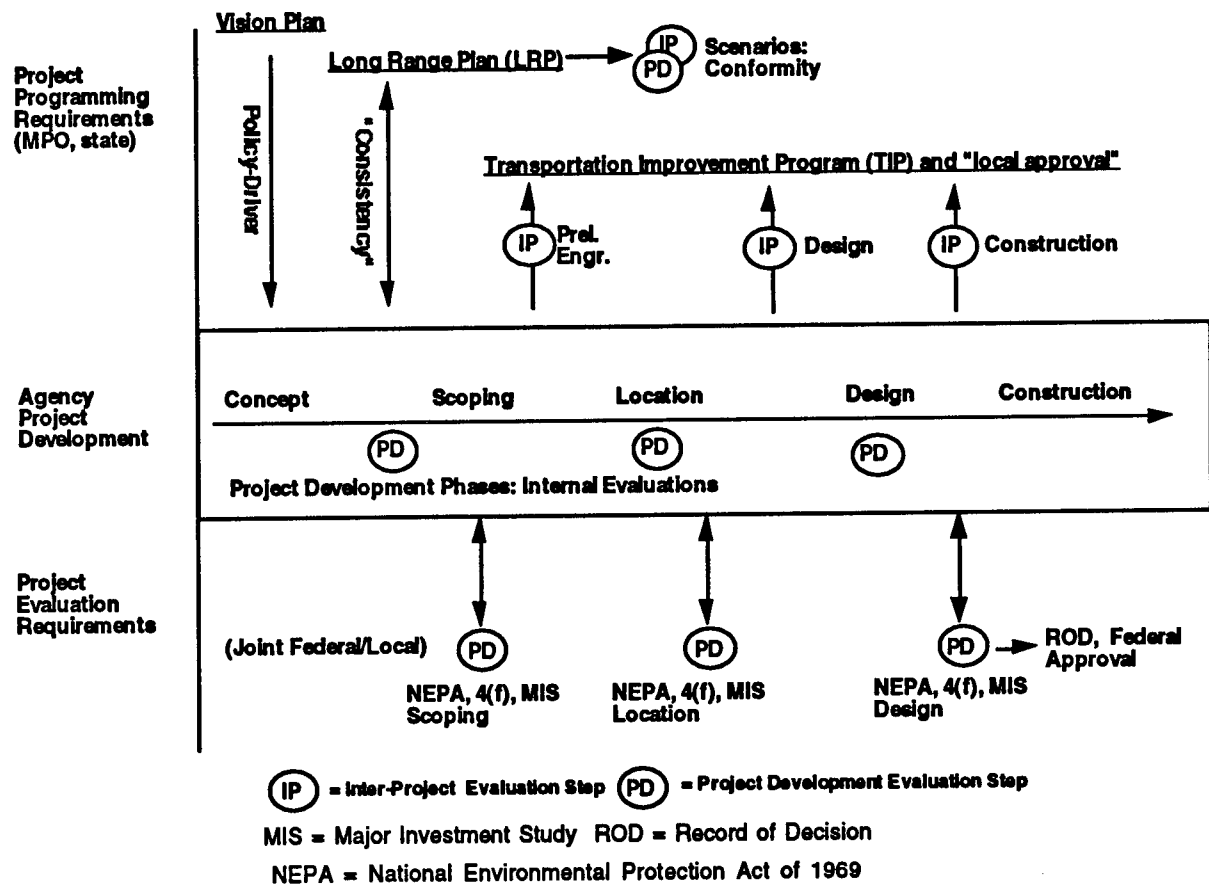 Vision Plan
Long Range Plan (LRP)
IP
PD
Scenarios:
Conformity
Project
Programming
Requirements
(MPO, state)
Policy-Driver
"Consistency"
Transportation Improvement Program (TIP) and "local approval"
IP
Prel.
Engr.
IP
Design
IP
Construction
Agency
Project
Development
Concept
Scoping
Location
Design
Construction
PD
PD
PD
Project Development Phases: Internal Evaluations
Project
Evaluation
Requirements
(Joint Federal/Local)
PD
NEPA, 4(f), MIS
Scoping
PD
NEPA, 4(f), MIS
Location
PD
NEPA, 4(f), MIS
Design
ROD, Federal
Approval
IP = Inter-Project Evaluation Step PD = Project Development Evaluation Step
MIS = Major Investment Study ROD = Record of Decision
NEPA = National Environmental Protection Act of 1969